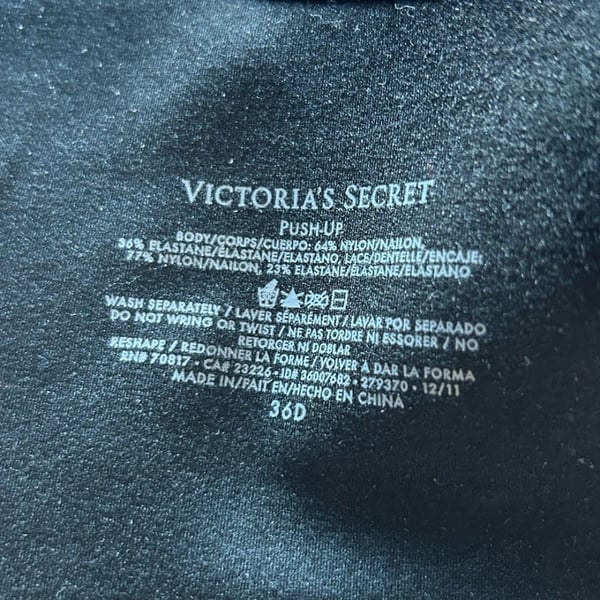 VICTORIA'S SECRET
PUSH-UP
BODY/CORPS/CUERPO: 64% NYLON/NAILON,
36% ELASTANE/ÉLASTANE/ELASTANO, LACE/DENTELLE/ENCAJE:
77% NYLON/NAILON, 23% ELASTANE/ÉLASTANE/ELASTANO
WASH SEPARATELY / LAVER SÉPARÉMENT / LAVAR POR SEPARADO
DO NOT WRING OR TWIST / NE PAS TORDRE NI ESSORER / NO
RETORCER NI DOBLAR
RESHAPE / REDONNER LA FORME / VOLVER A DAR LA FORMA
RN# 70817 • CA# 23226 • ID# 36007682 • 279370 • 12/11
MADE IN/FAIT EN/HECHO EN CHINA
36D